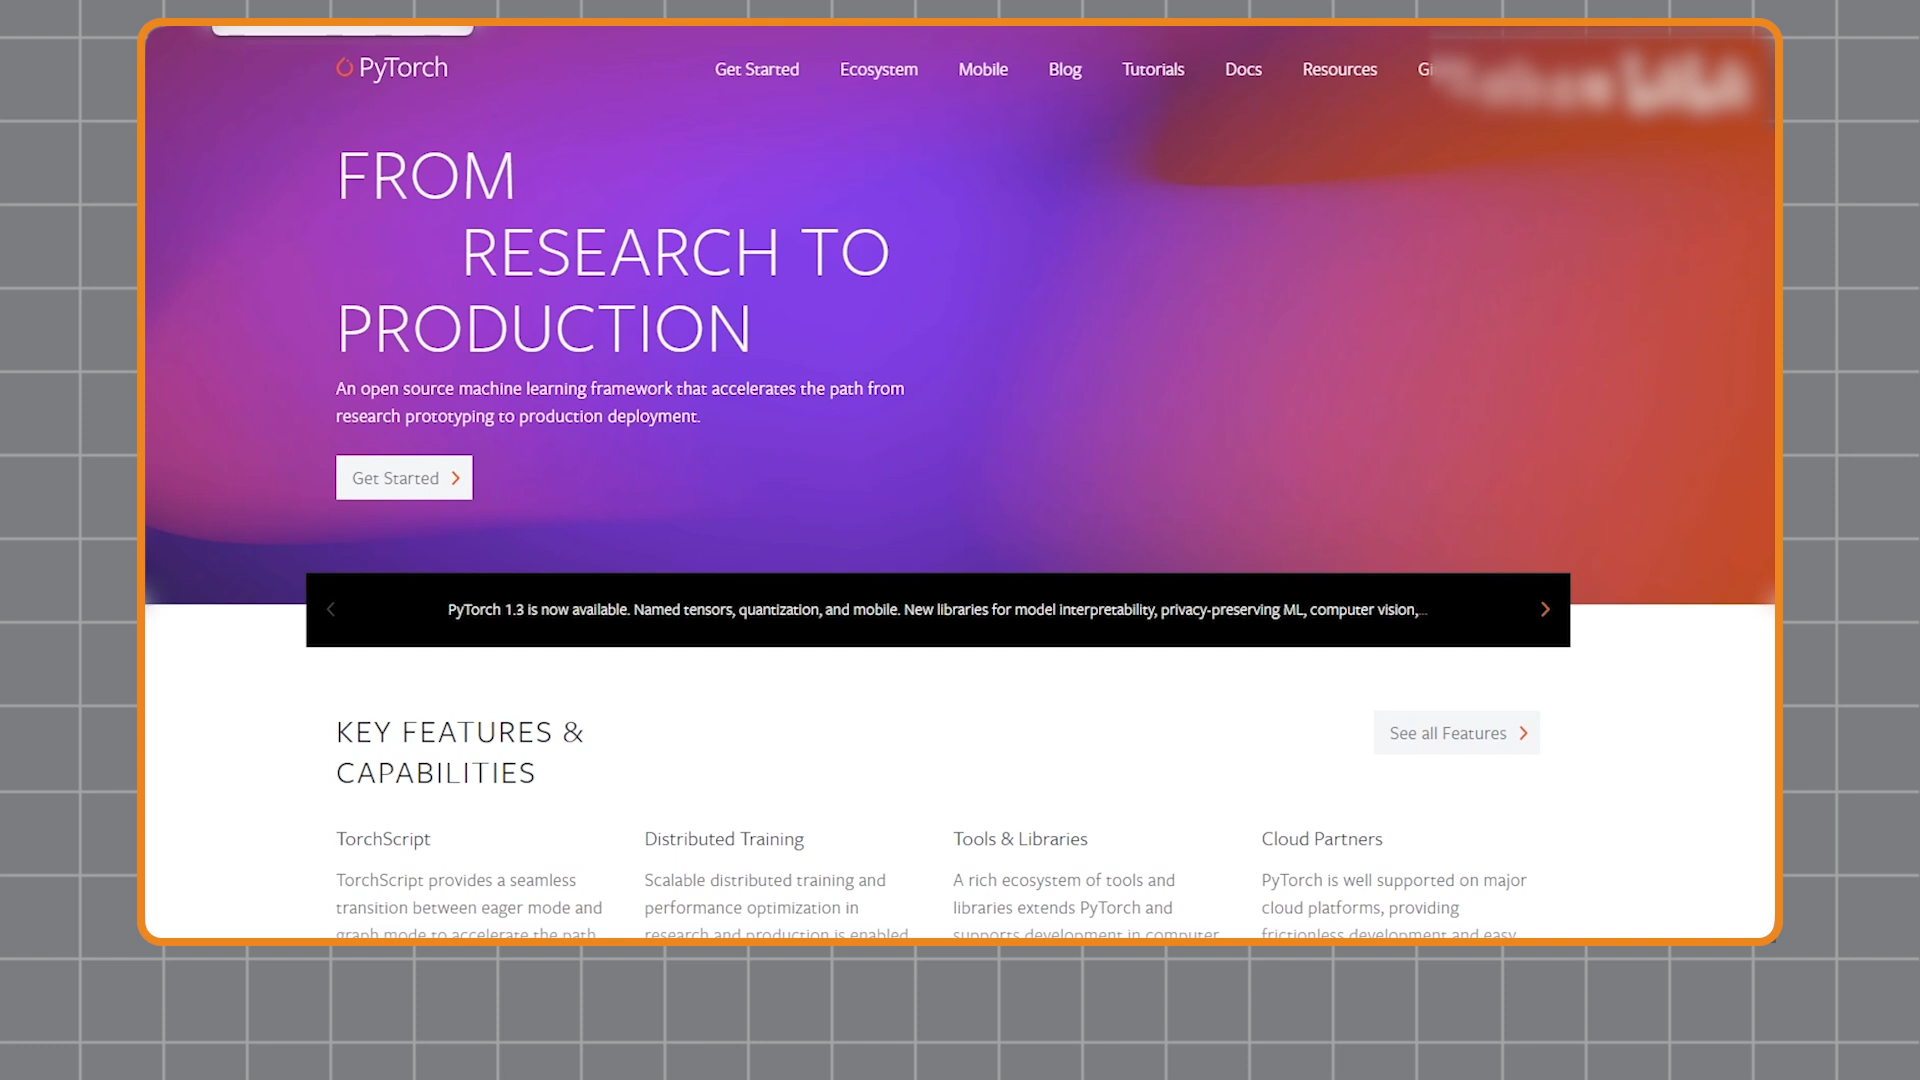 PyTorch
Get Started Ecosystem Mobile Blog Tutorials Docs Resources
FROM
RESEARCH TO
PRODUCTION
An open source machine learning framework that accelerates the path from
research prototyping to production deployment.
Get Started
PyTorch 1.3 is now available. Named tensors, quantization, and mobile. New libraries for model interpretability, privacy-preserving ML, computer vision,...
KEY FEATURES &
CAPABILITIES
See all Features
TorchScript
TorchScript provides a seamless
transition between eager mode and
graph mode to accelerate the path
Distributed Training
Scalable distributed training and
performance optimization in
research and production is enabled
Tools & Libraries
A rich ecosystem of tools and
libraries extends PyTorch and
supports development in computer
Cloud Partners
PyTorch is well supported on major
cloud platforms, providing
frictionless development and easy